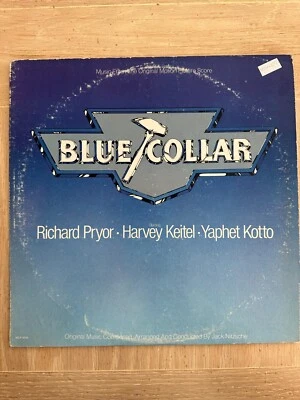 Music From The Original Motion Picture Score
BLUE COLLAR
Richard Pryor · Harvey Keitel · Yaphet Kotto
Original Music Composed, Arranged And Conducted By Jack Nitzsche